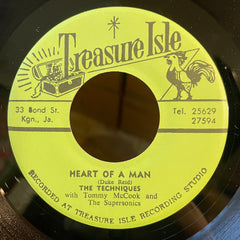 Treasure Isle
33 Bond St.
Kgn., Ja.
Tel. 25629
27594
HEART OF A MAN
(Duke Reid)
THE TECHNIQUES
with Tommy McCook and
The Supersonics
RECORDED AT TREASURE ISLE RECORDING STUDIO